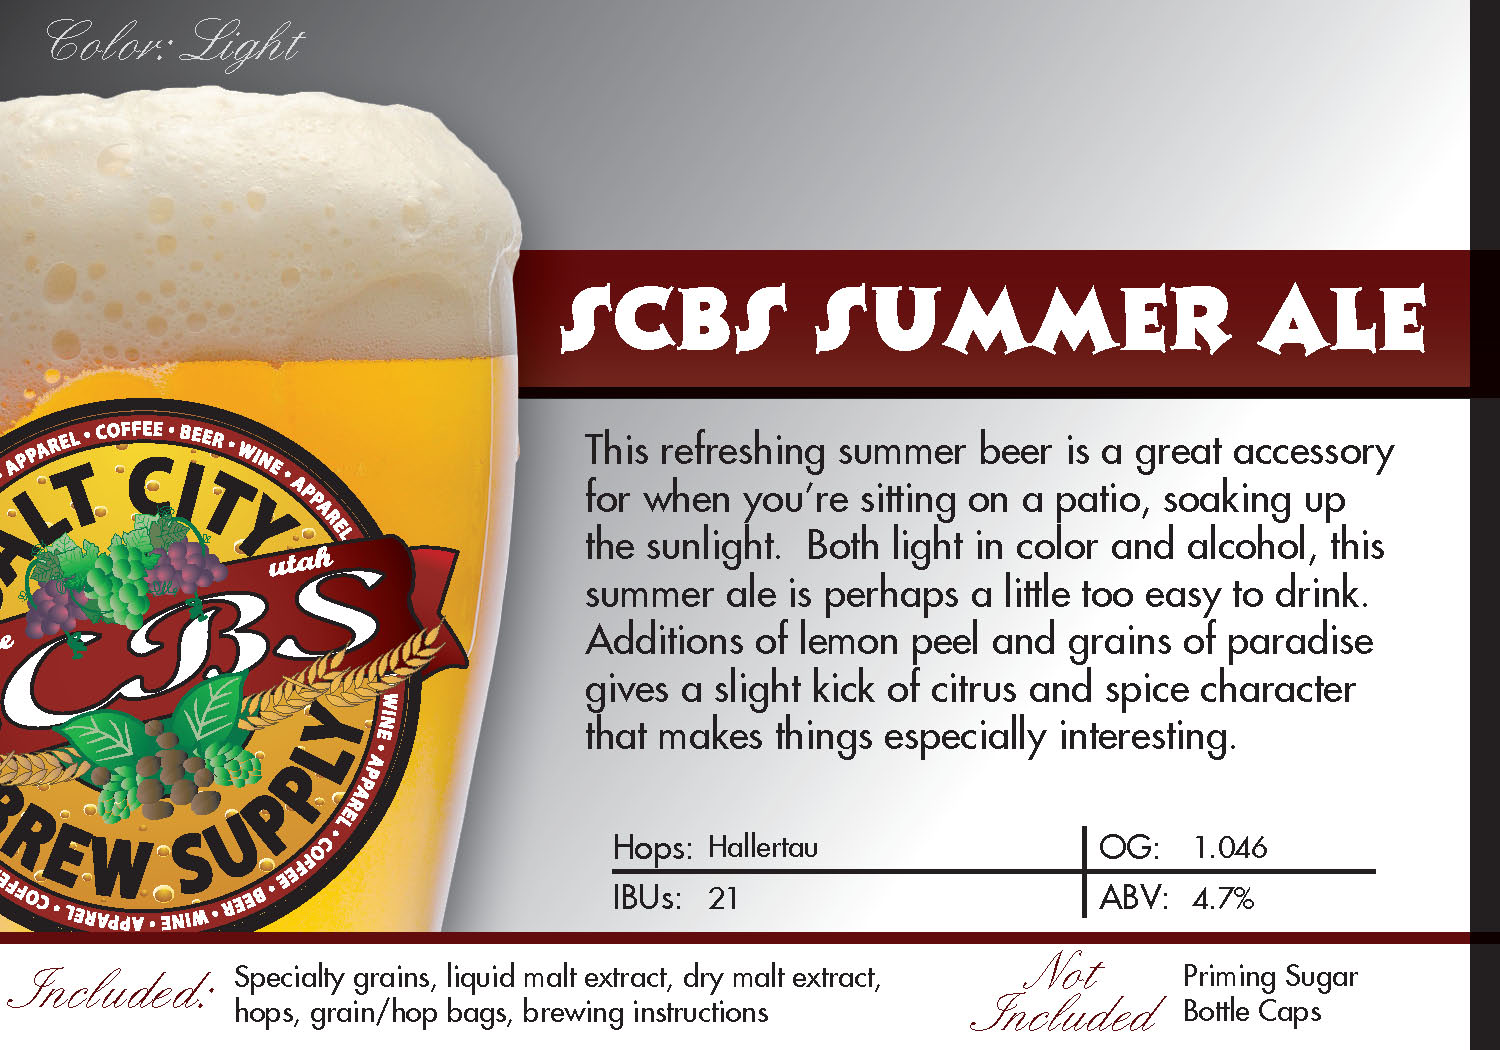 Color: Light
SCBS SUMMER ALE
This refreshing summer beer is a great accessory
for when you're sitting on a patio, soaking up
the sunlight.  Both light in color and alcohol, this
summer ale is perhaps a little too easy to drink.
Additions of lemon peel and grains of paradise
gives a slight kick of citrus and spice character
that makes things especially interesting.
APPAREL • COFFEE • BEER • WINE • APPAREL
ALT CITY
utah
CBS
BREW SUPPLY
WINE • APPAREL • COFFEE • BEER • WINE • APPAREL • COFFE
Hops: Hallertau
OG: 1.046
IBUs: 21
ABV: 4.7%
Included: Specialty grains, liquid malt extract, dry malt extract,
hops, grain/hop bags, brewing instructions
Not Included
Priming Sugar
Bottle Caps